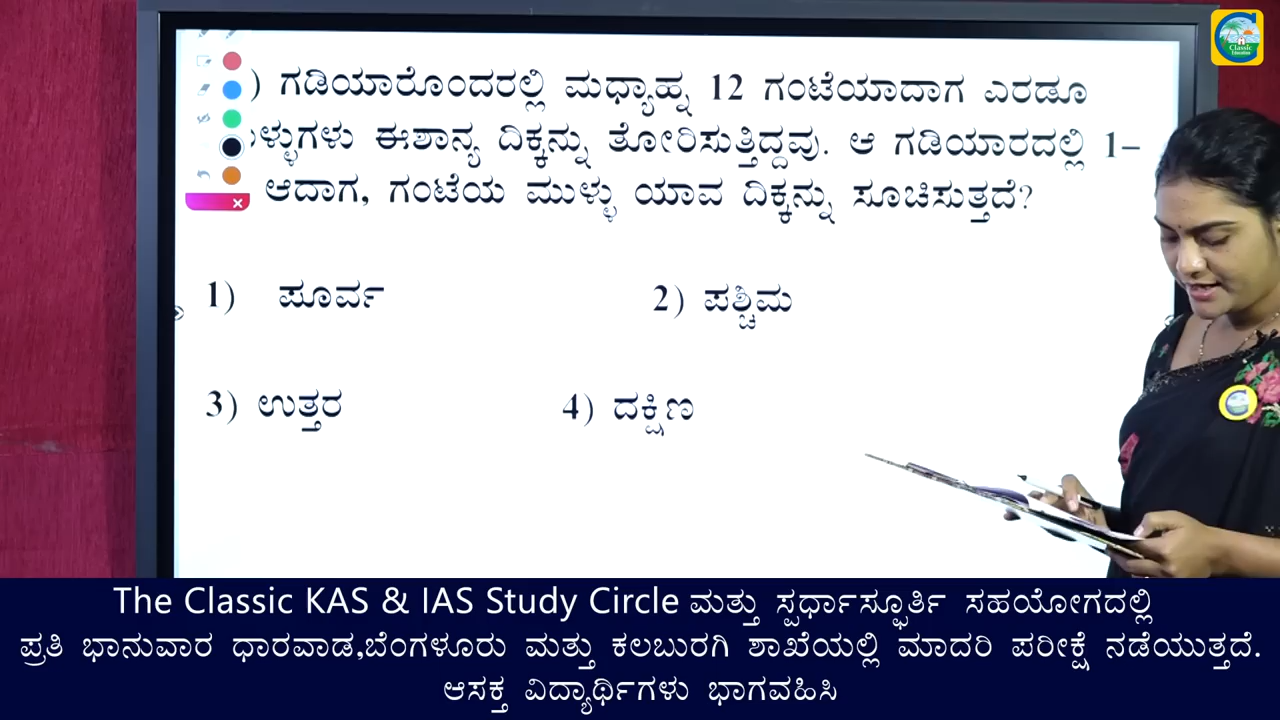 ) ಗಡಿಯಾರೊಂದರಲ್ಲಿ ಮಧ್ಯಾಹ್ನ 12 ಗಂಟೆಯಾದಾಗ ಎರಡೂ
ಳ್ಳುಗಳು ಈಶಾನ್ಯ ದಿಕ್ಕನ್ನು ತೋರಿಸುತ್ತಿದ್ದವು. ಆ ಗಡಿಯಾರದಲ್ಲಿ 1–
ಆದಾಗ, ಗಂಟೆಯ ಮುಳ್ಳು ಯಾವ ದಿಕ್ಕನ್ನು ಸೂಚಿಸುತ್ತದೆ?
1) ಪೂರ್ವ 2) ಪಶ್ಚಿಮ
3) ಉತ್ತರ 4) ದಕ್ಷಿಣ
Classic
Education
The Classic KAS & IAS Study Circle ಮತ್ತು ಸ್ಪರ್ಧಾಸ್ಫೂರ್ತಿ ಸಹಯೋಗದಲ್ಲಿ
ಪ್ರತಿ ಭಾನುವಾರ ಧಾರವಾಡ,ಬೆಂಗಳೂರು ಮತ್ತು ಕಲಬುರಗಿ ಶಾಖೆಯಲ್ಲಿ ಮಾದರಿ ಪರೀಕ್ಷೆ ನಡೆಯುತ್ತದೆ.
ಆಸಕ್ತ ವಿದ್ಯಾರ್ಥಿಗಳು ಭಾಗವಹಿಸಿ